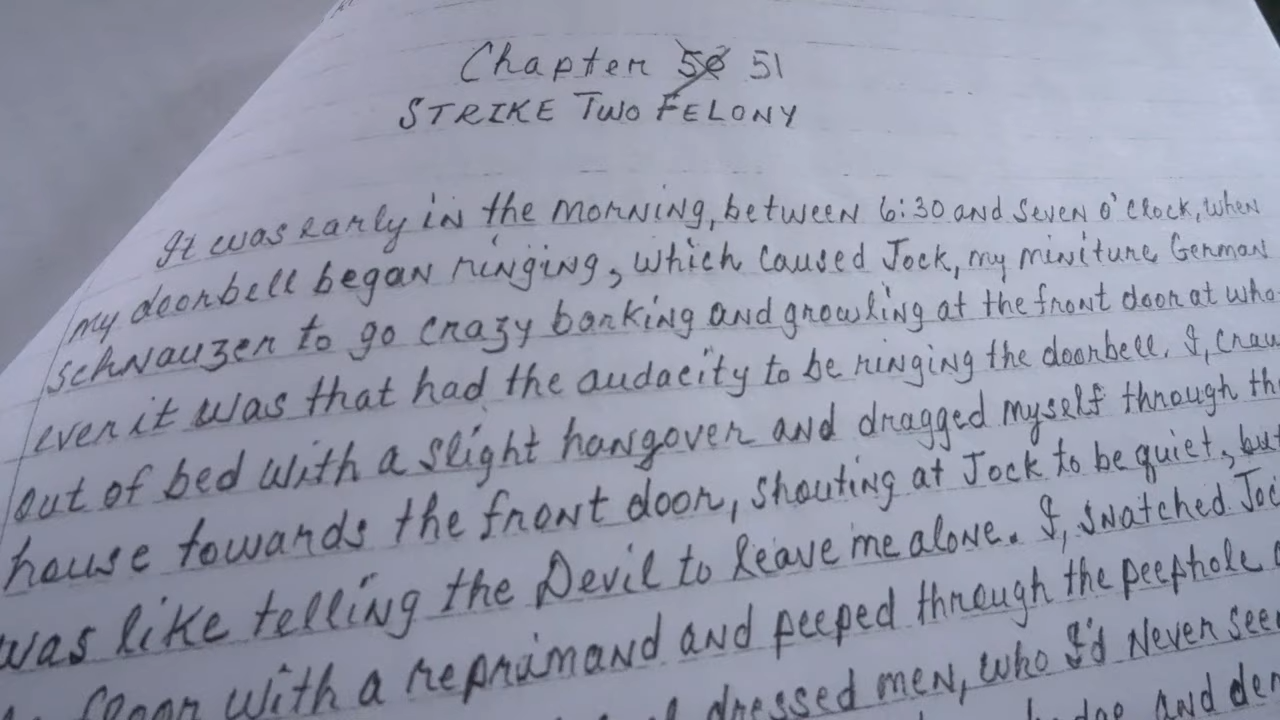 Chapter 50 51
STRIKE TWO FELONY
It was early in the morning, between 6:30 and seven o'clock, when
my doorbell began ringing, which caused Jock, my miniture German
schnauzer to go crazy barking and growling at the front door at who
ever it was that had the audacity to be ringing the doorbell. I, craw
out of bed with a slight hangover and dragged myself through th
house towards the front door, shouting at Jock to be quiet, but
was like telling the Devil to leave me alone. I, snatched Joc
floor with a reprimand and peeped through the peephole
dressed men, who I'd never see
and den